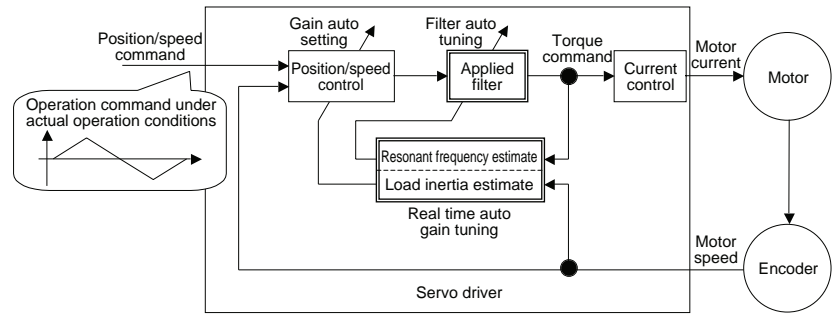 Gain auto
setting
Filter auto
tuning
Position/speed
command
Torque
command
Motor
current
Position/speed
control
Applied
filter
Current
control
Motor
Operation command under
actual operation conditions
Resonant frequency estimate
Load inertia estimate
Real time auto
gain tuning
Motor
speed
Encoder
Servo driver